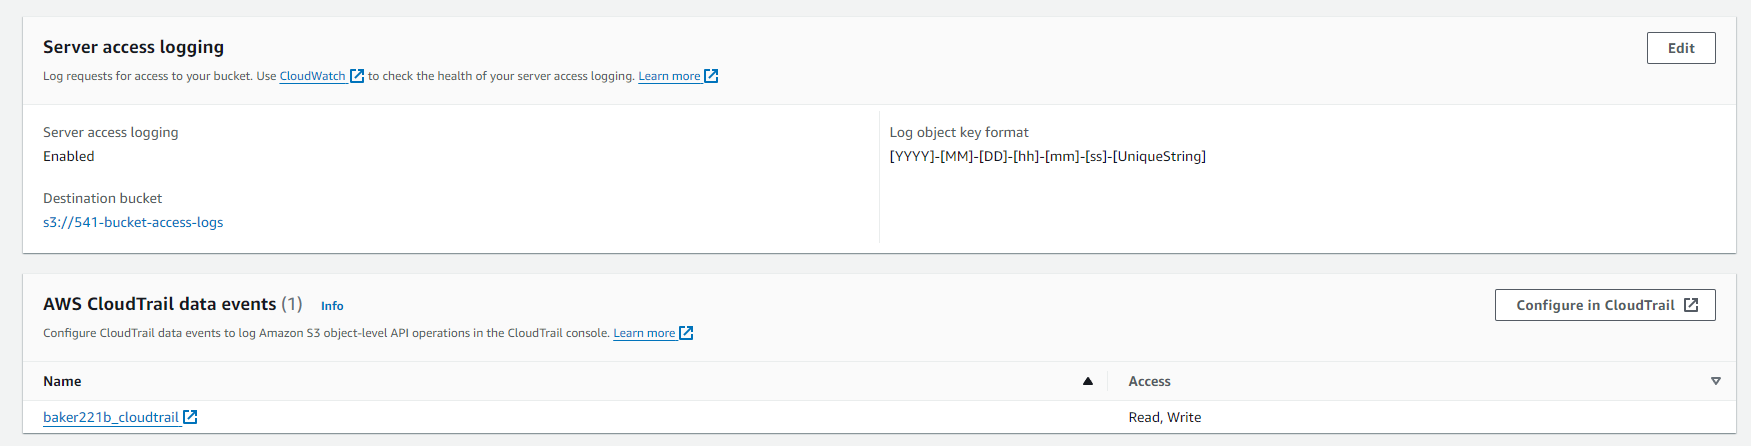 Server access logging
Edit
Log requests for access to your bucket. Use CloudWatch to check the health of your server access logging. Learn more
Server access logging
Enabled
Log object key format
[YYYY]-[MM]-[DD]-[hh]-[mm]-[ss]-[UniqueString]
Destination bucket
s3://541-bucket-access-logs
AWS CloudTrail data events (1) Info
Configure in CloudTrail
Configure CloudTrail data events to log Amazon S3 object-level API operations in the CloudTrail console. Learn more
Name
Access
baker221b_cloudtrail
Read, Write